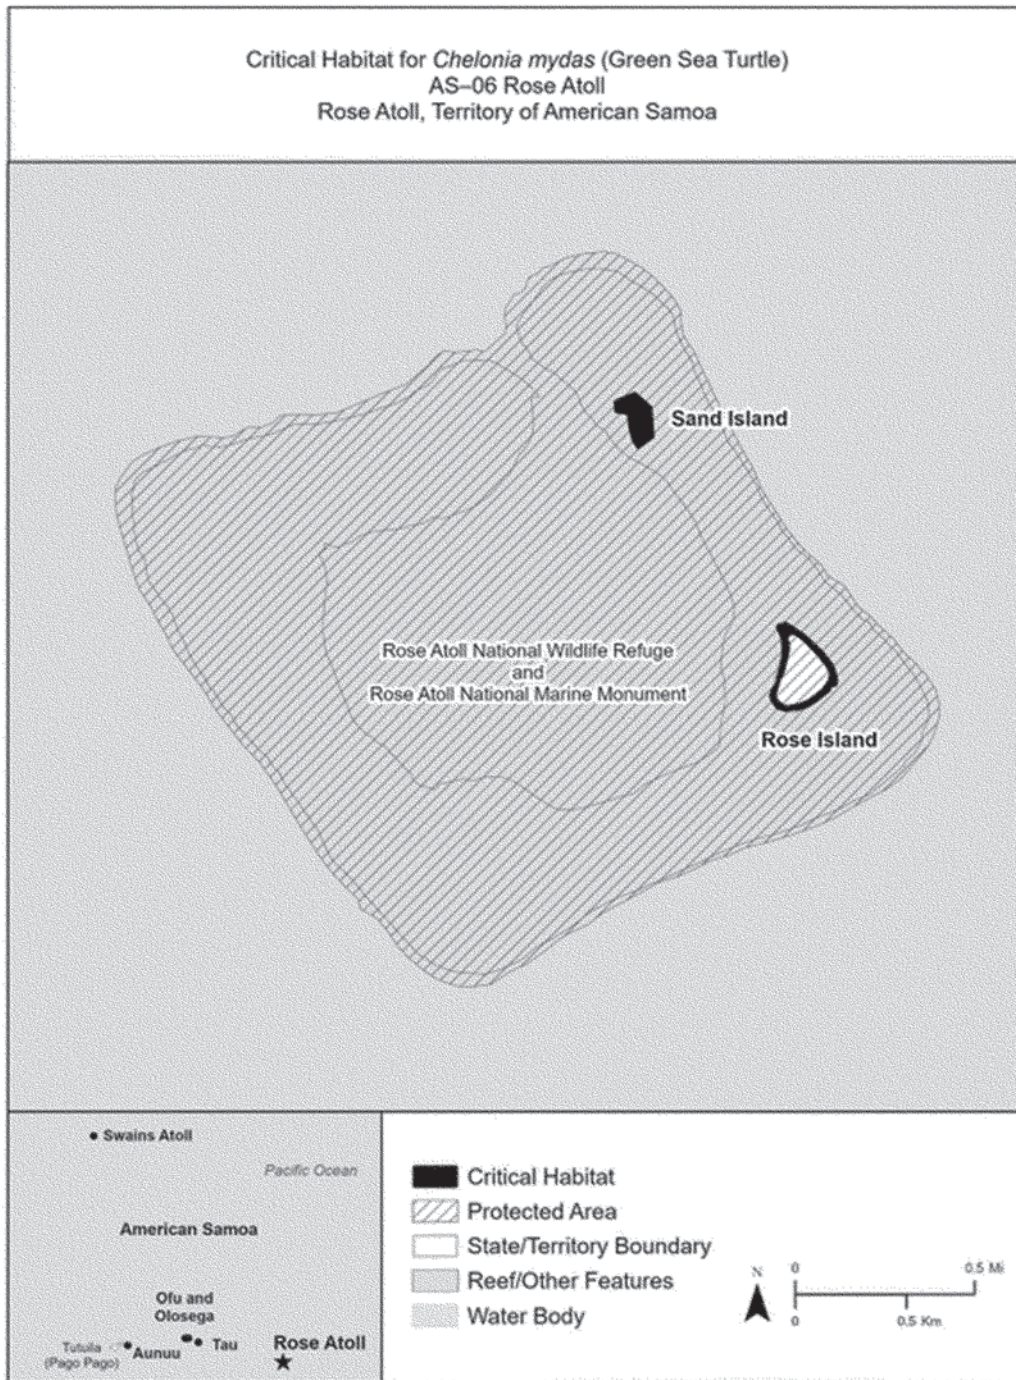 Critical Habitat for Chelonia mydas (Green Sea Turtle)
AS–06 Rose Atoll
Rose Atoll, Territory of American Samoa
Sand Island
Rose Atoll National Wildlife Refuge
and
Rose Atoll National Marine Monument
Rose Island
Swains Atoll
Pacific Ocean
American Samoa
Ofu and
Olosega
Tutuila
(Pago Pago)
Aunuu
Tau
Rose Atoll
Critical Habitat
Protected Area
State/Territory Boundary
Reef/Other Features
Water Body
N
0 0.5 Mi
0 0.5 Km